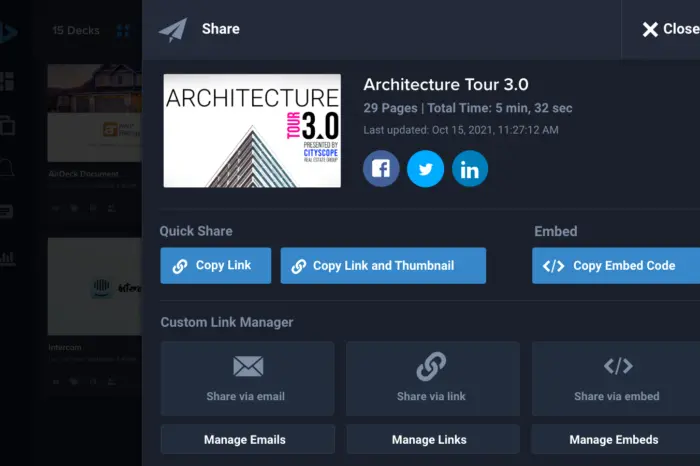 15 Decks
Share
Close
ARCHITECTURE
TOUR
3.0
PRESENTED BY
CITYSCOPE
REAL ESTATE GROUP
Architecture Tour 3.0
29 Pages | Total Time: 5 min, 32 sec
Last updated: Oct 15, 2021, 11:27:12 AM
Quick Share
Embed
Copy Link
Copy Link and Thumbnail
Copy Embed Code
AirDeck Document
Intercom
Custom Link Manager
Share via email
Share via link
Share via embed
Manage Emails
Manage Links
Manage Embeds